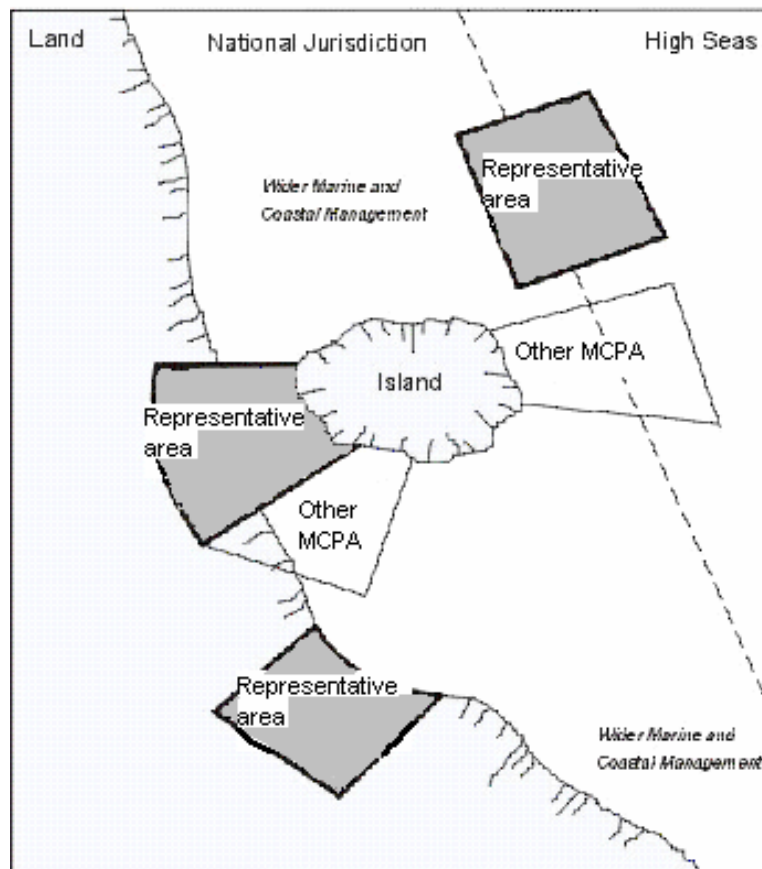 Land
National Jurisdiction
High Seas
Representative
area
Wider Marine and
Coastal Management
Other MCPA
Island
Representative
area
Other
MCPA
Representative
area
Wider Marine and
Coastal Management